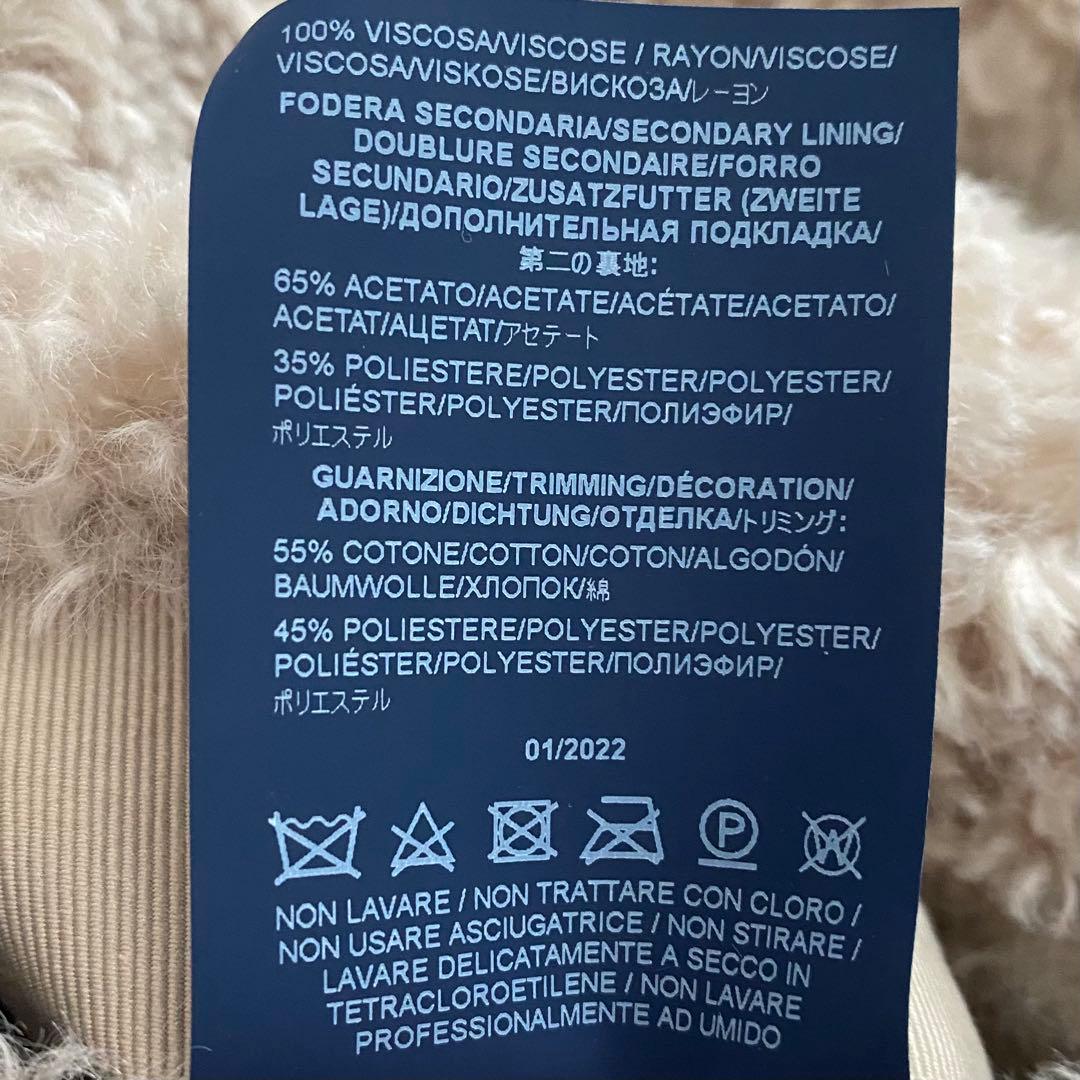 100% VISCOSA/VISCOSE / RAYON/VISCOSE/
VISCOSA/VISKOSE/ВИСКОЗА/レーヨン
FODERA SECONDARIA/SECONDARY LINING/
DOUBLURE SECONDAIRE/FORRO
SECUNDARIO/ZUSATZFUTTER (ZWEITE
LAGE)/ДОПОЛНИТЕЛЬНАЯ ПОДКЛАДКА/
第二の裏地:
65% ACETATO/ACETATE/ACÉTATE/ACETATO/
ACETAT/АЦЕТАТ/アセテート
35% POLIESTERE/POLYESTER/POLYESTER/
POLIÉSTER/POLYESTER/ПОЛИЭФИР/
ポリエステル
GUARNIZIONE/TRIMMING/DÉCORATION/
ADORNO/DICHTUNG/ОТДЕЛКА/トリミング:
55% COTONE/COTTON/COTON/ALGODÓN/
BAUMWOLLE/ХЛОПОК/綿
45% POLIESTERE/POLYESTER/POLYESTER/
POLIÉSTER/POLYESTER/ПОЛИЭФИР/
ポリエステル
01/2022
P W
NON LAVARE / NON TRATTARE CON CLORO /
NON USARE ASCIUGATRICE / NON STIRARE /
LAVARE DELICATAMENTE A SECCO IN
TETRACLOROETILENE / NON LAVARE
PROFESSIONALMENTE AD UMIDO